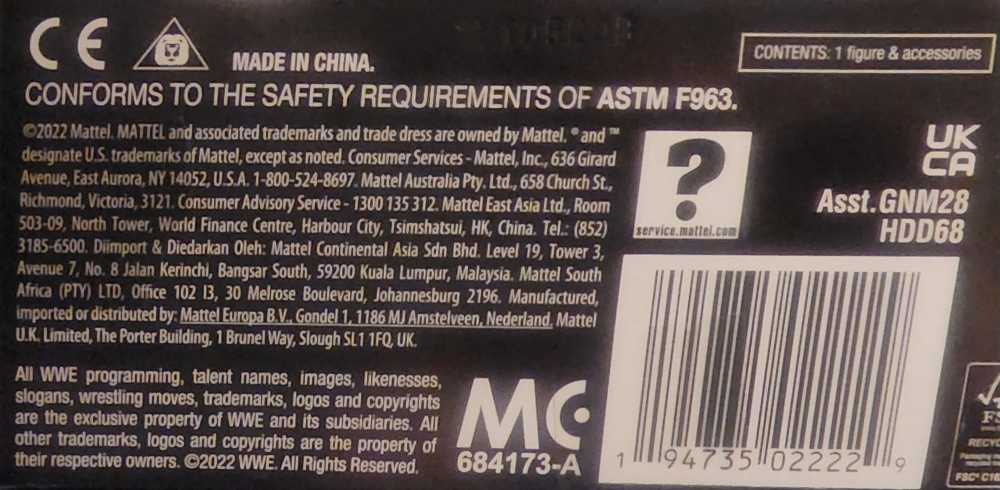 CE
MADE IN CHINA.
CONTENTS: 1 figure & accessories
CONFORMS TO THE SAFETY REQUIREMENTS OF ASTM F963.
©2022 Mattel. MATTEL and associated trademarks and trade dress are owned by Mattel. ® and ™
designate U.S. trademarks of Mattel, except as noted. Consumer Services - Mattel, Inc., 636 Girard
Avenue, East Aurora, NY 14052, U.S.A. 1-800-524-8697. Mattel Australia Pty. Ltd., 658 Church St.,
Richmond, Victoria, 3121. Consumer Advisory Service - 1300 135 312. Mattel East Asia Ltd., Room
503-09, North Tower, World Finance Centre, Harbour City, Tsimshatsui, HK, China. Tel.: (852)
3185-6500. Diimport & Diedarkan Oleh: Mattel Continental Asia Sdn Bhd. Level 19, Tower 3,
Avenue 7, No. 8 Jalan Kerinchi, Bangsar South, 59200 Kuala Lumpur, Malaysia. Mattel South
Africa (PTY) LTD, Office 102 I3, 30 Melrose Boulevard, Johannesburg 2196. Manufactured,
imported or distributed by: Mattel Europa B.V., Gondel 1, 1186 MJ Amstelveen, Nederland. Mattel
U.K. Limited, The Porter Building, 1 Brunel Way, Slough SL1 1FQ, UK.
?
service.mattel.com
UK
CA
Asst.GNM28
HDD68
All WWE programming, talent names, images, likenesses,
slogans, wrestling moves, trademarks, logos and copyrights
are the exclusive property of WWE and its subsidiaries. All
other trademarks, logos and copyrights are the property of
their respective owners. ©2022 WWE. All Rights Reserved.
MC
684173-A
1 94735 02222 9
FS
RECYC
FSC® C10